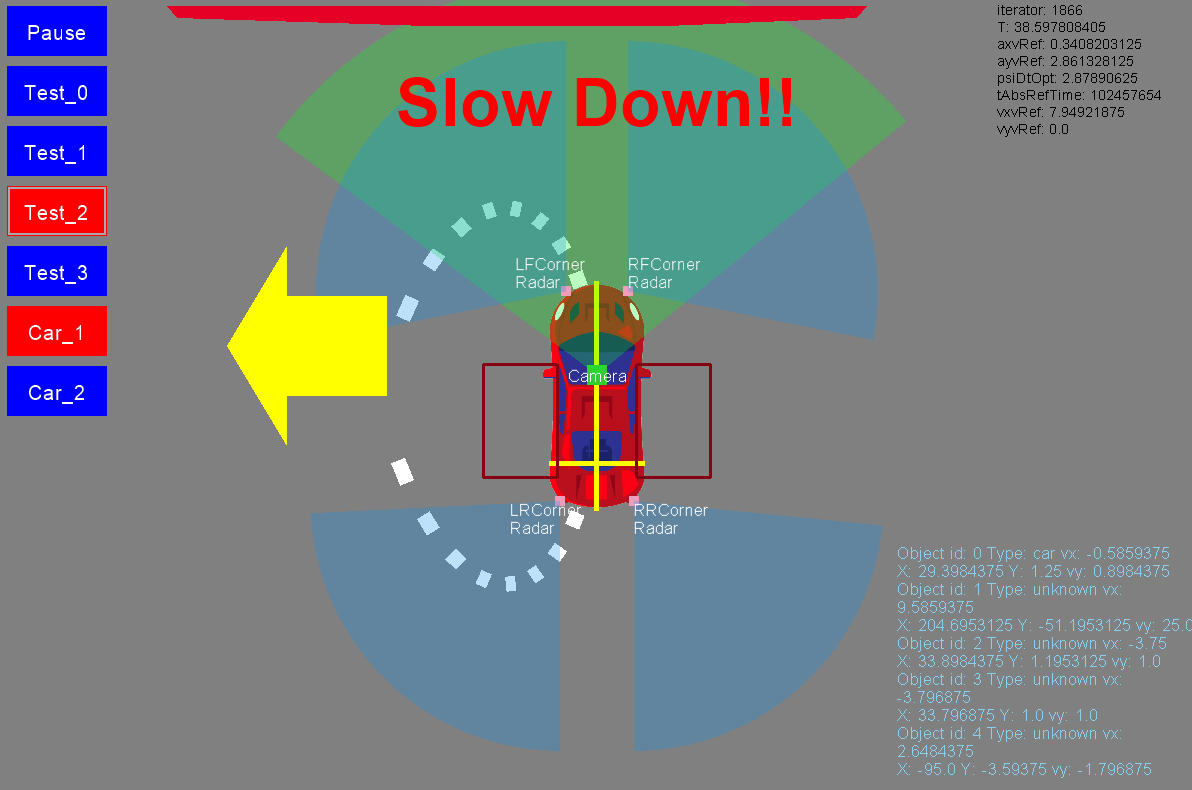 Pause
Test_0
Test_1
Test_2
Test_3
Car_1
Car_2
Slow Down!!
iterator: 1866
T: 38.597808405
axvRef: 0.3408203125
ayvRef: 2.861328125
psiDtOpt: 2.87890625
tAbsRefTime: 102457654
vxvRef: 7.94921875
vyvRef: 0.0
LFCorner
Radar
RFCorner
Radar
Camera
LRCorner
Radar
RRCorner
Radar
Object id: 0 Type: car vx: -0.5859375
X: 29.3984375 Y: 1.25 vy: 0.8984375
Object id: 1 Type: unknown vx:
9.5859375
X: 204.6953125 Y: -51.1953125 vy: 25.0
Object id: 2 Type: unknown vx: -3.75
X: 33.8984375 Y: 1.1953125 vy: 1.0
Object id: 3 Type: unknown vx:
-3.796875
X: 33.796875 Y: 1.0 vy: 1.0
Object id: 4 Type: unknown vx:
2.6484375
X: -95.0 Y: -3.59375 vy: -1.796875